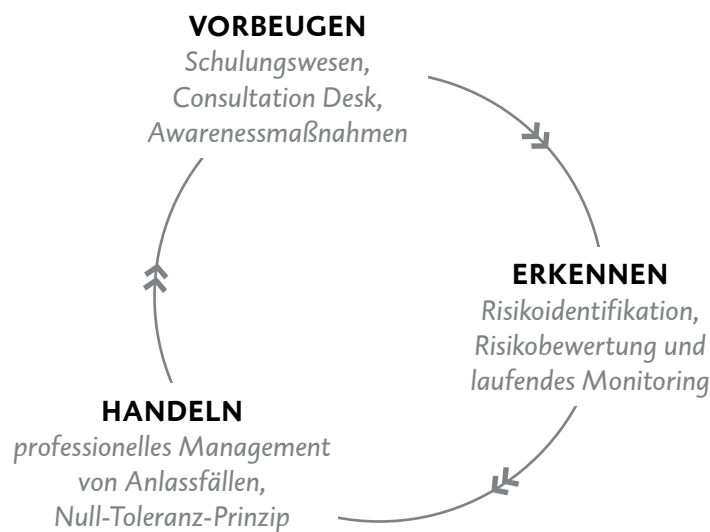 VORBEUGEN
Schulungswesen,
Consultation Desk,
Awarenessmaßnahmen
ERKENNEN
Risikoidentifikation,
Risikobewertung und
laufendes Monitoring
HANDELN
professionelles Management
von Anlassfällen,
Null-Toleranz-Prinzip